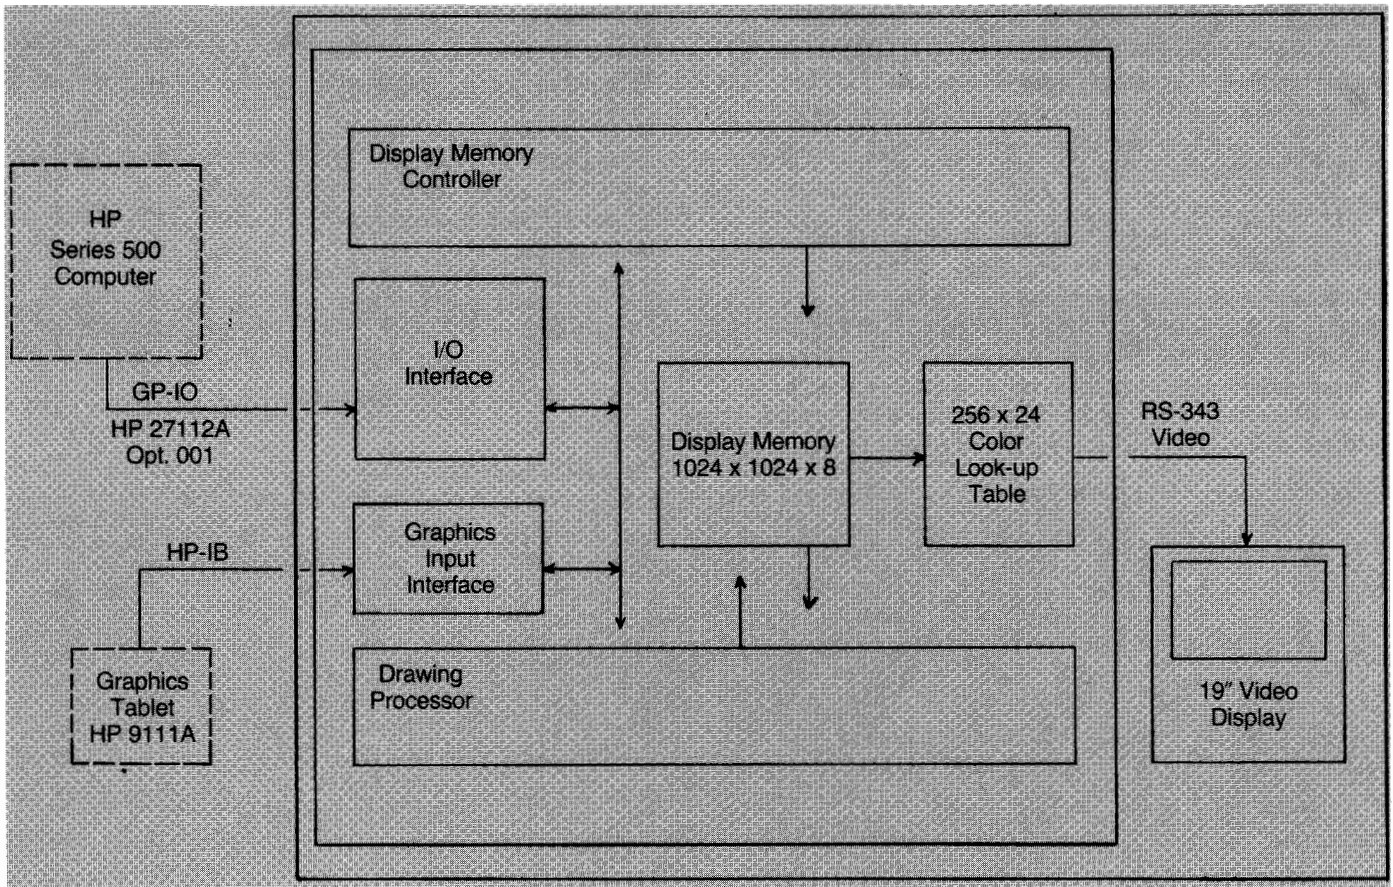 Display Memory
Controller
HP
Series 500
Computer
I/O
Interface
GP-IO
HP 27112A
Opt. 001
Display Memory
1024 x 1024 x 8
256 x 24
Color
Look-up
Table
RS-343
Video
HP-IB
Graphics
Input
Interface
Graphics
Tablet
HP 9111A
Drawing
Processor
19″ Video
Display